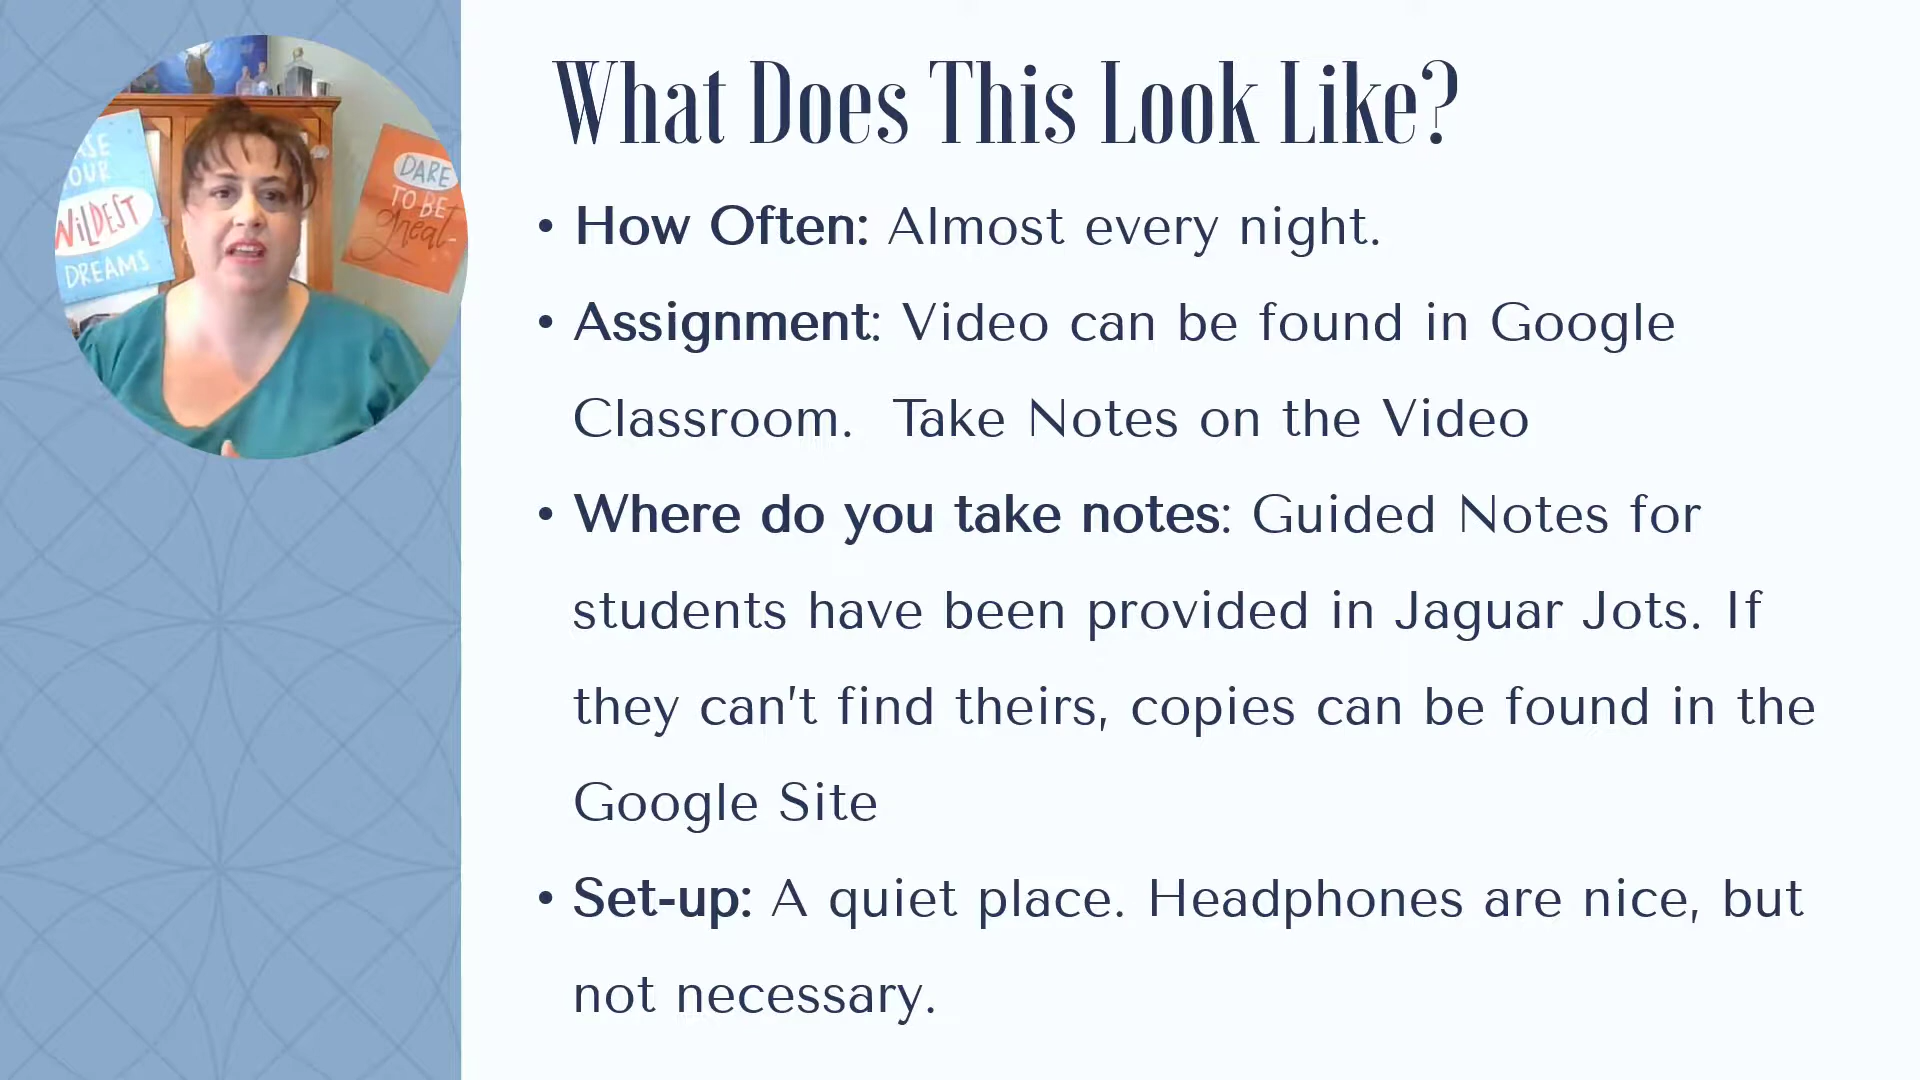 What Does This Look Like?
• How Often: Almost every night.
• Assignment: Video can be found in Google
Classroom.  Take Notes on the Video
• Where do you take notes: Guided Notes for
students have been provided in Jaguar Jots. If
they can't find theirs, copies can be found in the
Google Site
• Set-up: A quiet place. Headphones are nice, but
not necessary.
WiLDEST
DREAMS
DARE
TO BE
great